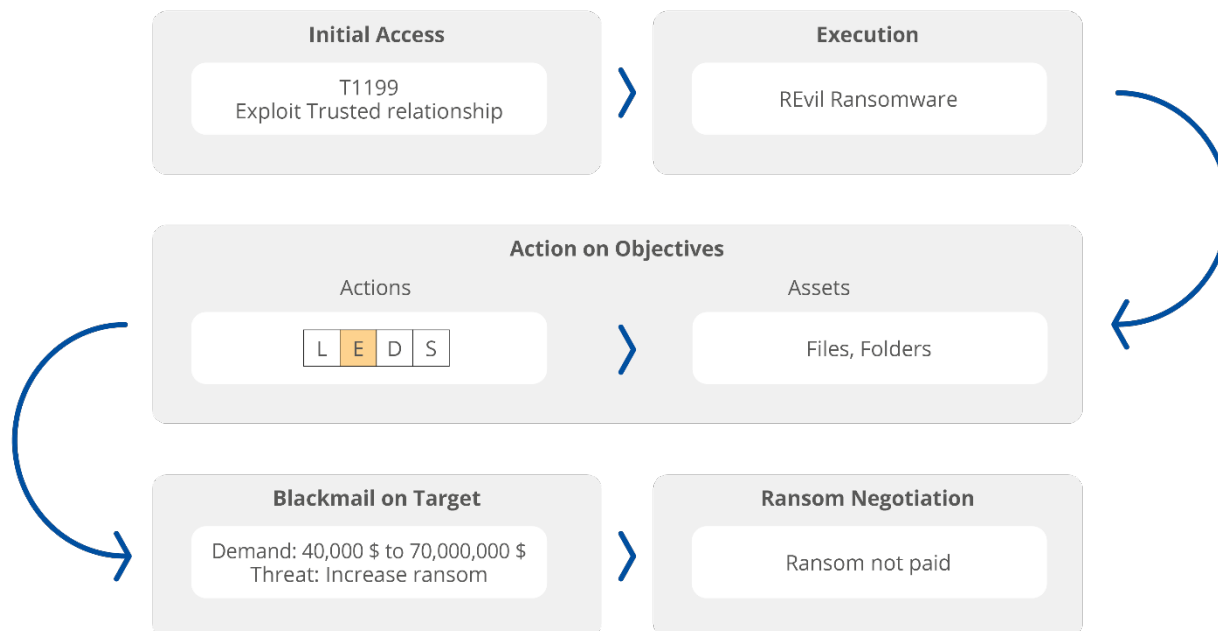 Initial Access
T1199
Exploit Trusted relationship
Execution
REvil Ransomware
Action on Objectives
Actions
L E D S
Assets
Files, Folders
Blackmail on Target
Demand: 40,000 $ to 70,000,000 $
Threat: Increase ransom
Ransom Negotiation
Ransom not paid